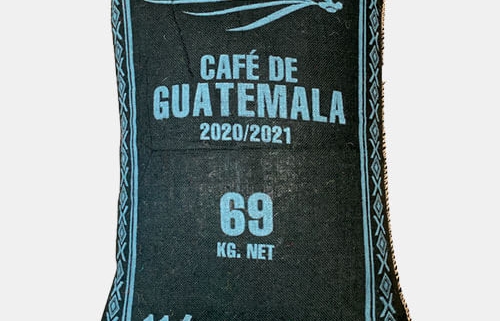 CAFÉ DE
GUATEMALA
2020/2021
69
KG. NET